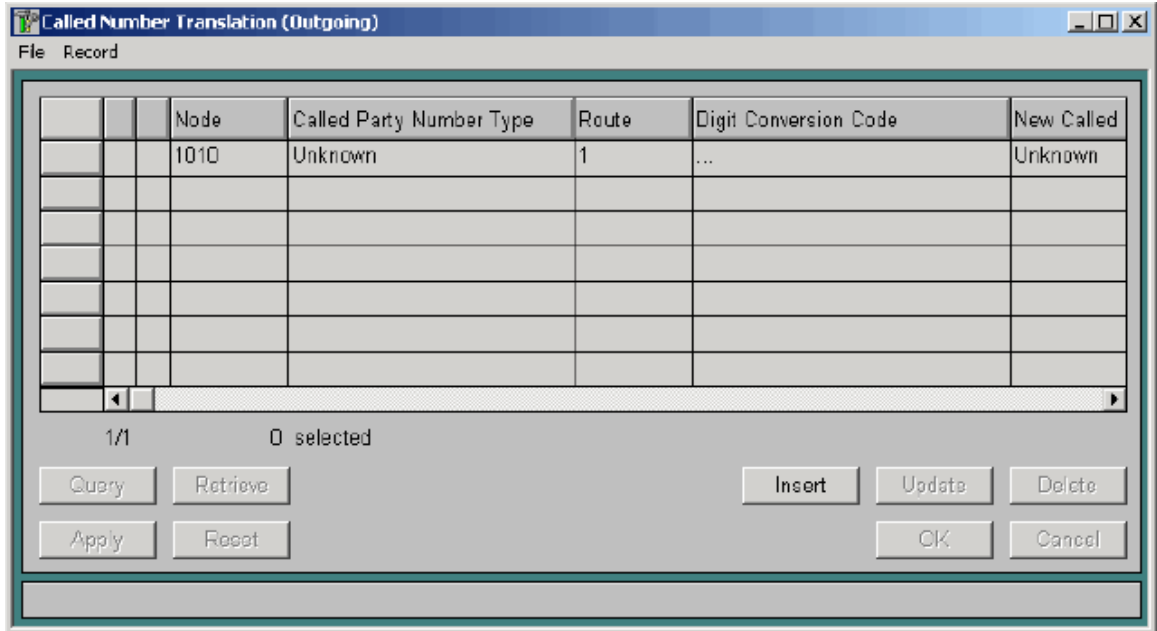 Called Number Translation (Outgoing)
File Record
Node Called Party Number Type Route Digit Conversion Code New Called
1010 Unknown 1 ... Unknown
1/1 0 selected
Query Retrieve Insert Update Delete
Apply Reset OK Cancel